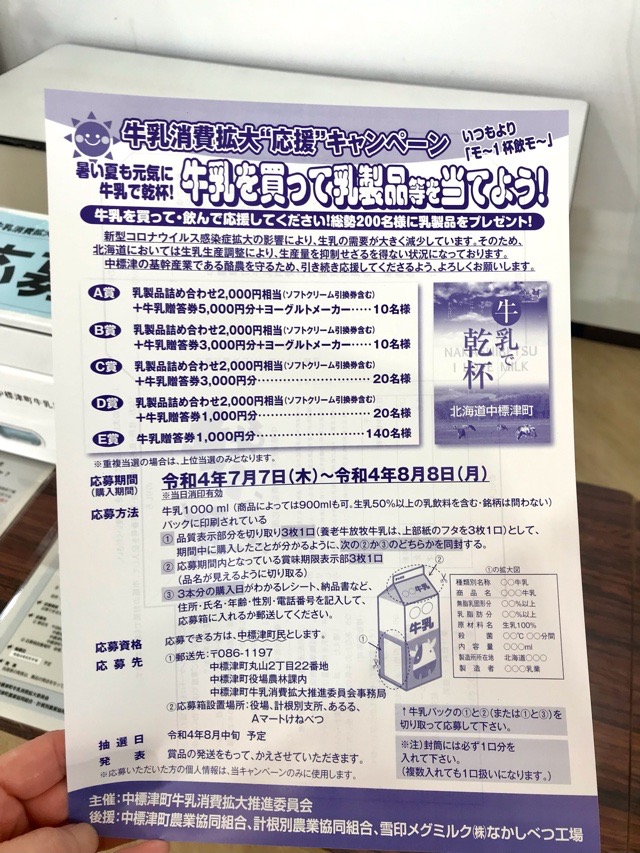 牛乳消費拡大“応援”キャンペーン
いつもより
「モ〜1杯飲モ〜」
暑い夏も元気に
牛乳で乾杯!
牛乳を買って乳製品等を当てよう!
牛乳を買って・飲んで応援してください!総勢200名様に乳製品をプレゼント!
新型コロナウイルス感染症拡大の影響により、生乳の需要が大きく減少しています。そのため、
北海道においては生乳生産調整により、生産量を抑制せざるを得ない状況になっております。
中標津の基幹産業である酪農を守るため、引き続き応援してくださるよう、よろしくお願いします。
A賞 乳製品詰め合わせ2,000円相当(ソフトクリーム引換券含む)
+牛乳贈答券5,000円分+ヨーグルトメーカー……10名様
B賞 乳製品詰め合わせ2,000円相当(ソフトクリーム引換券含む)
+牛乳贈答券3,000円分+ヨーグルトメーカー……10名様
C賞 乳製品詰め合わせ2,000円相当(ソフトクリーム引換券含む)
+牛乳贈答券3,000円分……………………………20名様
D賞 乳製品詰め合わせ2,000円相当(ソフトクリーム引換券含む)
+牛乳贈答券1,000円分……………………………20名様
E賞 牛乳贈答券1,000円分……………………………140名様
牛乳で
乾杯
北海道中標津町
※重複当選の場合は、上位当選のみとなります。
応募期間 令和4年7月7日(木)〜令和4年8月8日(月)
(購入期間) ※当日消印有効
応募方法 牛乳1000ml(商品によっては900mlも可。生乳50%以上の乳飲料を含む・銘柄は問わない)
パックに印刷されている
①品質表示部分を切り取り3枚1口(養老牛放牧牛乳は、上部紙のフタを3枚1口)として、
期間中に購入したことが分かるように、次の②か③のどちらかを同封する。
②応募期間内となっている賞味期限表示部3枚1口
(品名が見えるように切り取る)
③3本分の購入日がわかるレシート、納品書など、
住所・氏名・年齢・性別・電話番号を記入して、
応募箱に入れるか郵送してください。
①の拡大図
種類別名称 ○○牛乳
商品名 ○○○牛乳
無脂乳固形分 ○○%以上
乳脂肪分 ○○%以上
原材料名 生乳100%
殺菌 ○○℃○○○分間
内容量 ○○○ml
製造所所在地 北海道○○○
製造者 ○○○乳業
②
○○牛乳
牛乳
①
応募資格 応募できる方は、中標津町民とします。
応募先 ①郵送先:〒086-1197
中標津町丸山2丁目22番地
中標津町役場農林課内
中標津町牛乳消費拡大推進委員会事務局
②応募箱設置場所:役場、計根別支所、あるる、
Aマートけねべつ
↑牛乳パックの①と②(または①と③)を
切り取って応募して下さい。
抽選日 令和4年8月中旬 予定
発表 賞品の発送をもって、かえさせていただきます。
※注)封筒には必ず1口分を
入れて下さい。
(複数入れても1口扱いになります。)
※応募いただいた方の個人情報は、当キャンペーンのみに使用します。
主催:中標津町牛乳消費拡大推進委員会
後援:中標津町農業協同組合、計根別農業協同組合、雪印メグミルク㈱なかしべつ工場